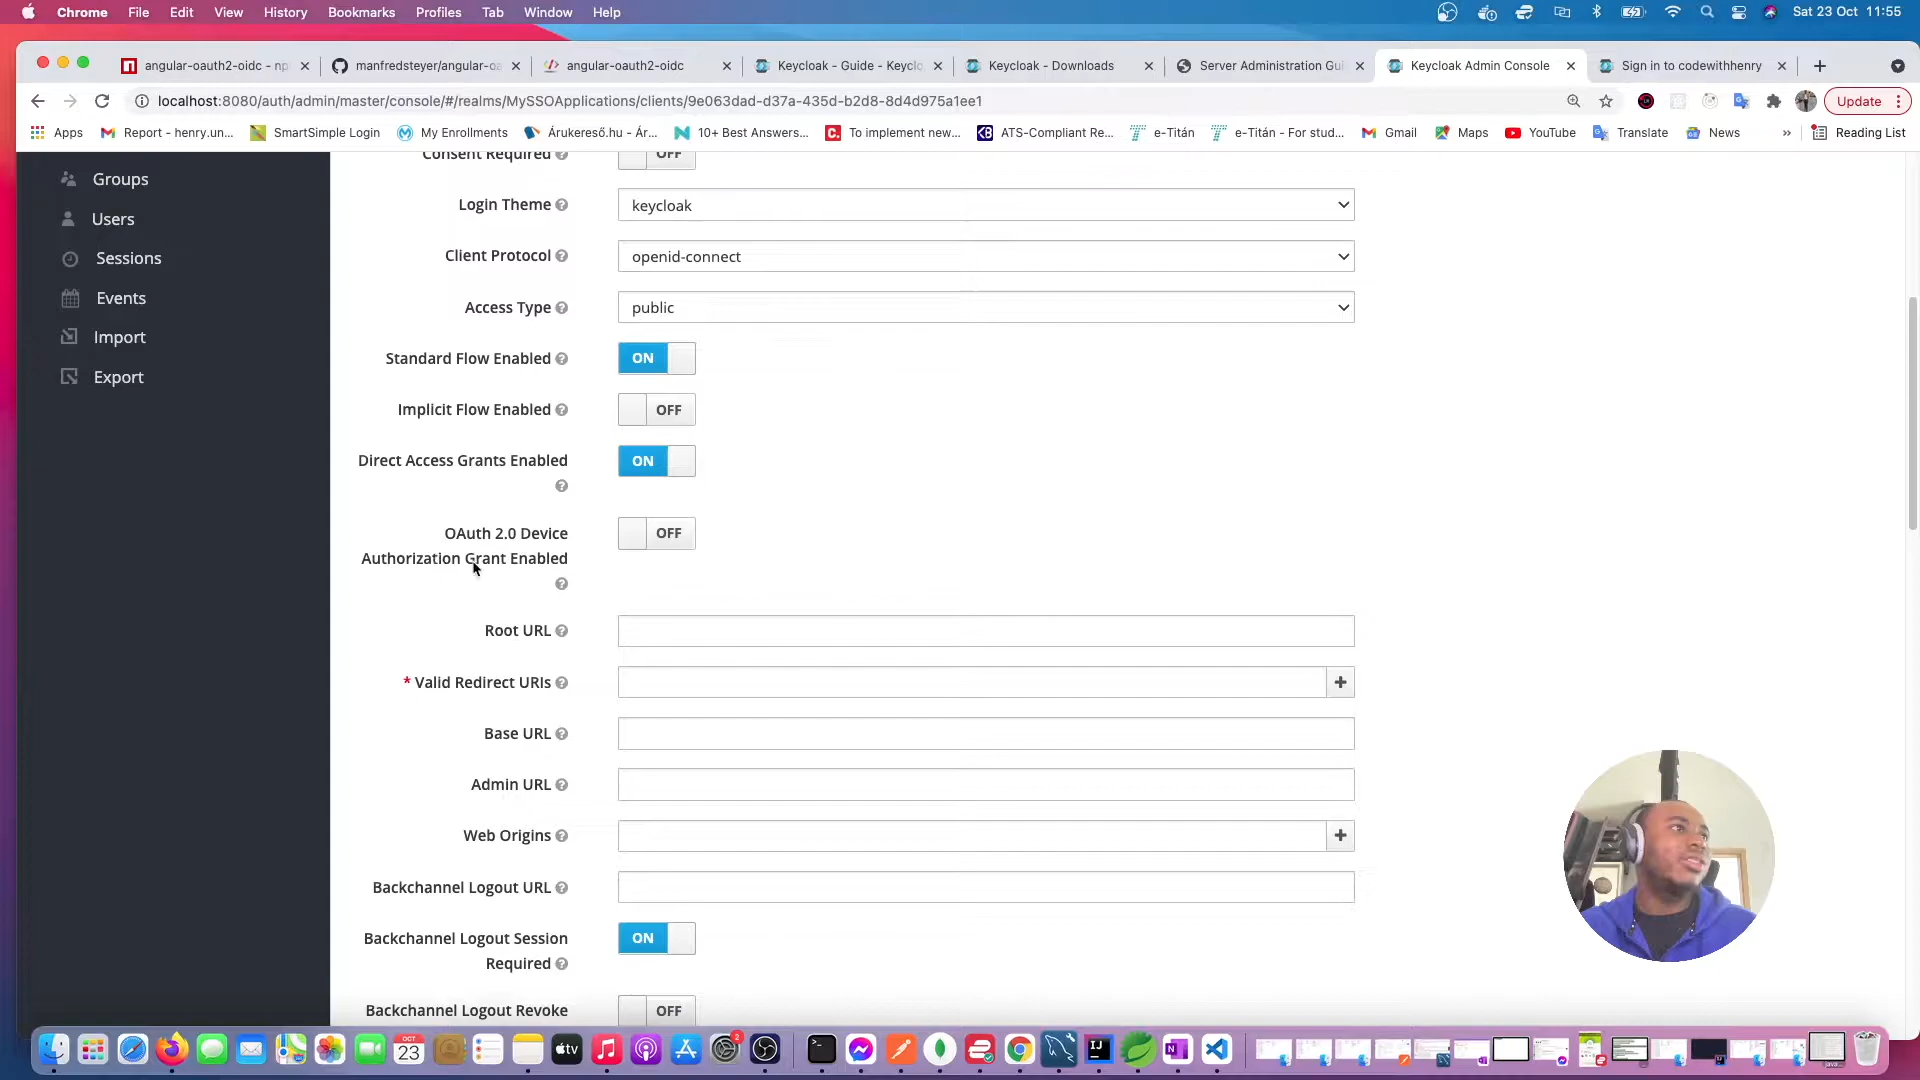 Chrome File Edit View History Bookmarks Profiles Tab Window Help Sat 23 Oct 11:55
angular-oauth2-oidc - np manfredsteyer/angular-oa angular-oauth2-oidc Keycloak - Guide - Keyclo Keycloak - Downloads Server Administration Gui Keycloak Admin Console Sign in to codewithhenry
localhost:8080/auth/admin/master/console/#/realms/MySSOApplications/clients/9e063dad-d37a-435d-b2d8-8d4d975a1ee1 Update
Apps Report - henry.un... SmartSimple Login My Enrollments Árukereső.hu - Ár... 10+ Best Answers... To implement new... ATS-Compliant Re... e-Titán e-Titán - For stud... Gmail Maps YouTube Translate News » Reading List
Groups
Users
Sessions
Events
Import
Export
Consent Required OFF
Login Theme keycloak
Client Protocol openid-connect
Access Type public
Standard Flow Enabled ON
Implicit Flow Enabled OFF
Direct Access Grants Enabled ON
OAuth 2.0 Device OFF
Authorization Grant Enabled
Root URL
* Valid Redirect URIs
Base URL
Admin URL
Web Origins
Backchannel Logout URL
Backchannel Logout Session ON
Required
Backchannel Logout Revoke OFF
OCT
23
tv
2